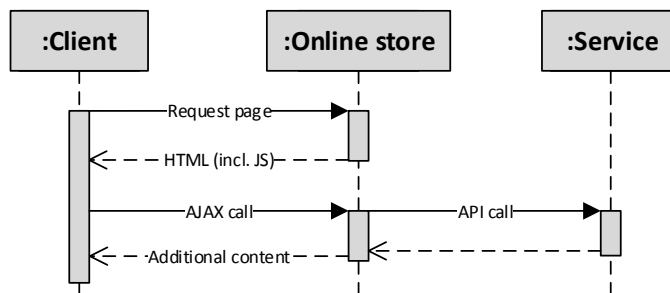 :Client
:Online store
:Service
Request page
HTML (incl. JS)
AJAX call
API call
Additional content